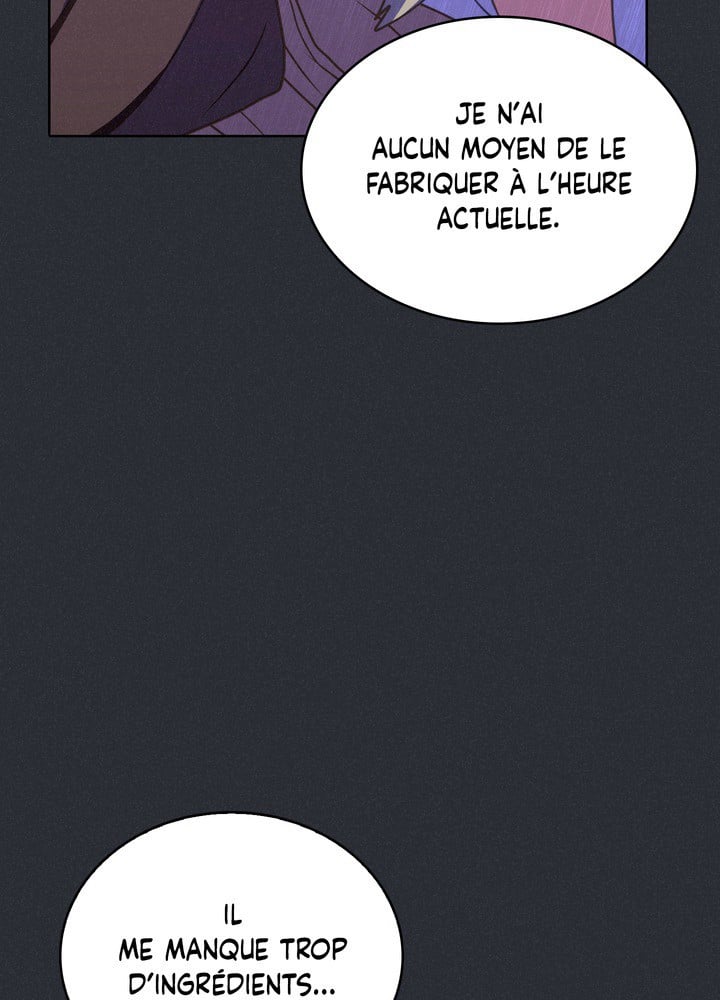 JE N'AI
AUCUN MOYEN DE LE
FABRIQUER À L'HEURE
ACTUELLE.
IL
ME MANQUE TROP
D'INGRÉDIENTS...